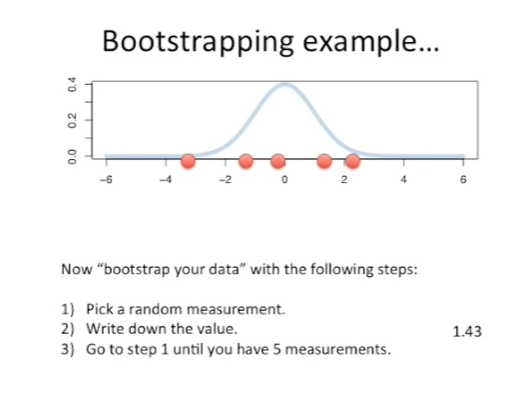 Bootstrapping example...
0.4
0.2
0.0
-6
-4
-2
0
2
4
6
Now “bootstrap your data” with the following steps:
1) Pick a random measurement.
2) Write down the value.
1.43
3) Go to step 1 until you have 5 measurements.